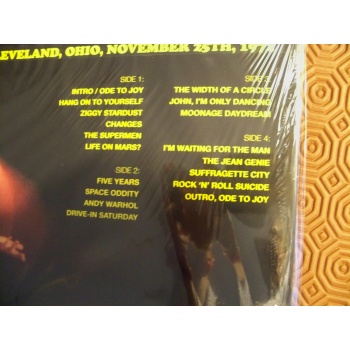 EVELAND, OHIO, NOVEMBER 25TH, 197
SIDE 1:
INTRO / ODE TO JOY
HANG ON TO YOURSELF
ZIGGY STARDUST
CHANGES
THE SUPERMEN
LIFE ON MARS?
SIDE 2:
FIVE YEARS
SPACE ODDITY
ANDY WARHOL
DRIVE-IN SATURDAY
SIDE 3:
THE WIDTH OF A CIRCLE
JOHN, I'M ONLY DANCING
MOONAGE DAYDREAM
SIDE 4:
I'M WAITING FOR THE MAN
THE JEAN GENIE
SUFFRAGETTE CITY
ROCK 'N' ROLL SUICIDE
OUTRO, ODE TO JOY